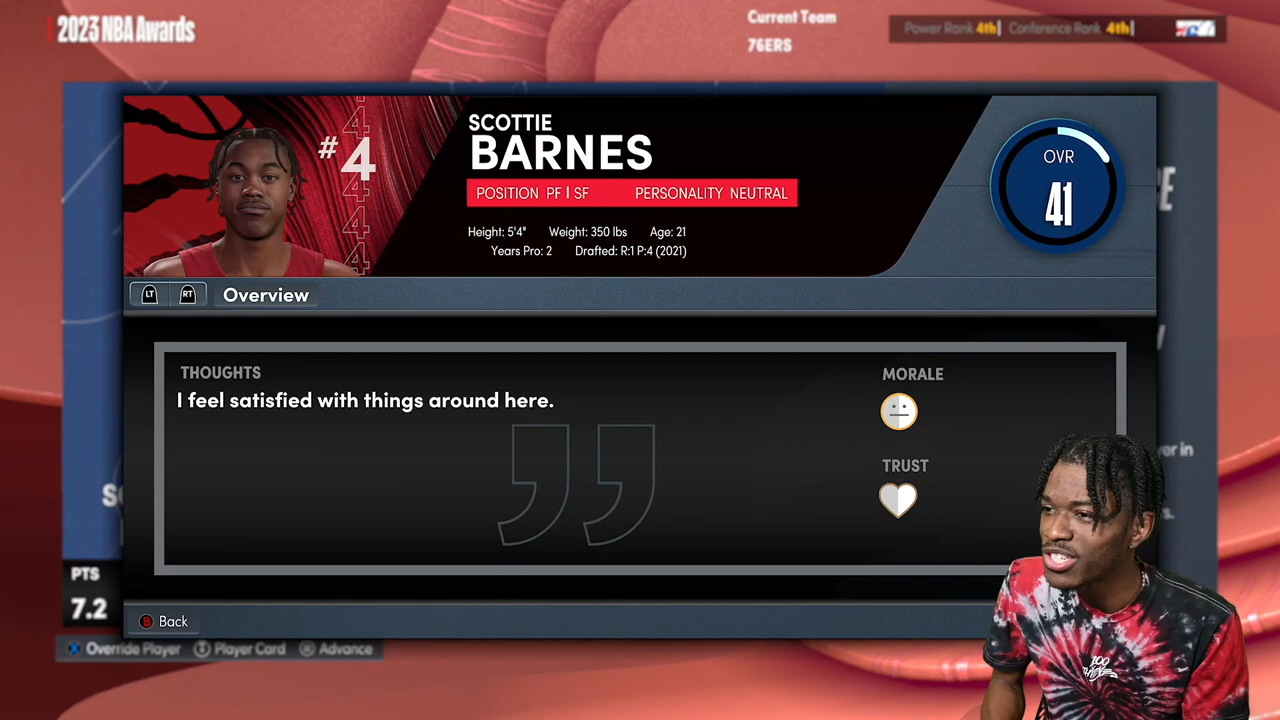 2023 NBA Awards
Current Team
76ERS
Power Rank 4th| Conference Rank 4th|
#4
SCOTTIE
BARNES
POSITION PF | SF PERSONALITY NEUTRAL
Height: 5'4" Weight: 350 lbs Age: 21
Years Pro: 2 Drafted: R:1 P:4 (2021)
OVR
41
LT RT Overview
THOUGHTS
I feel satisfied with things around here.
MORALE
TRUST
PTS
7.2
B Back
X Override Player Y Player Card A Advance
100